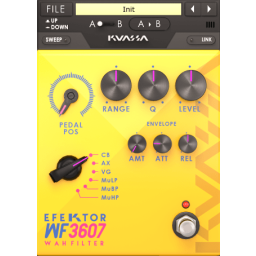 FILE Init
▲UP
▼DOWN
A B A▸B
KVASSA
SWEEP LINK
RANGE Q LEVEL
PEDAL
POS
ENVELOPE
AMT ATT REL
CB
AX
VG
MuLP
MuBP
MuHP
EFEKTOR
WF3607
WAH FILTER